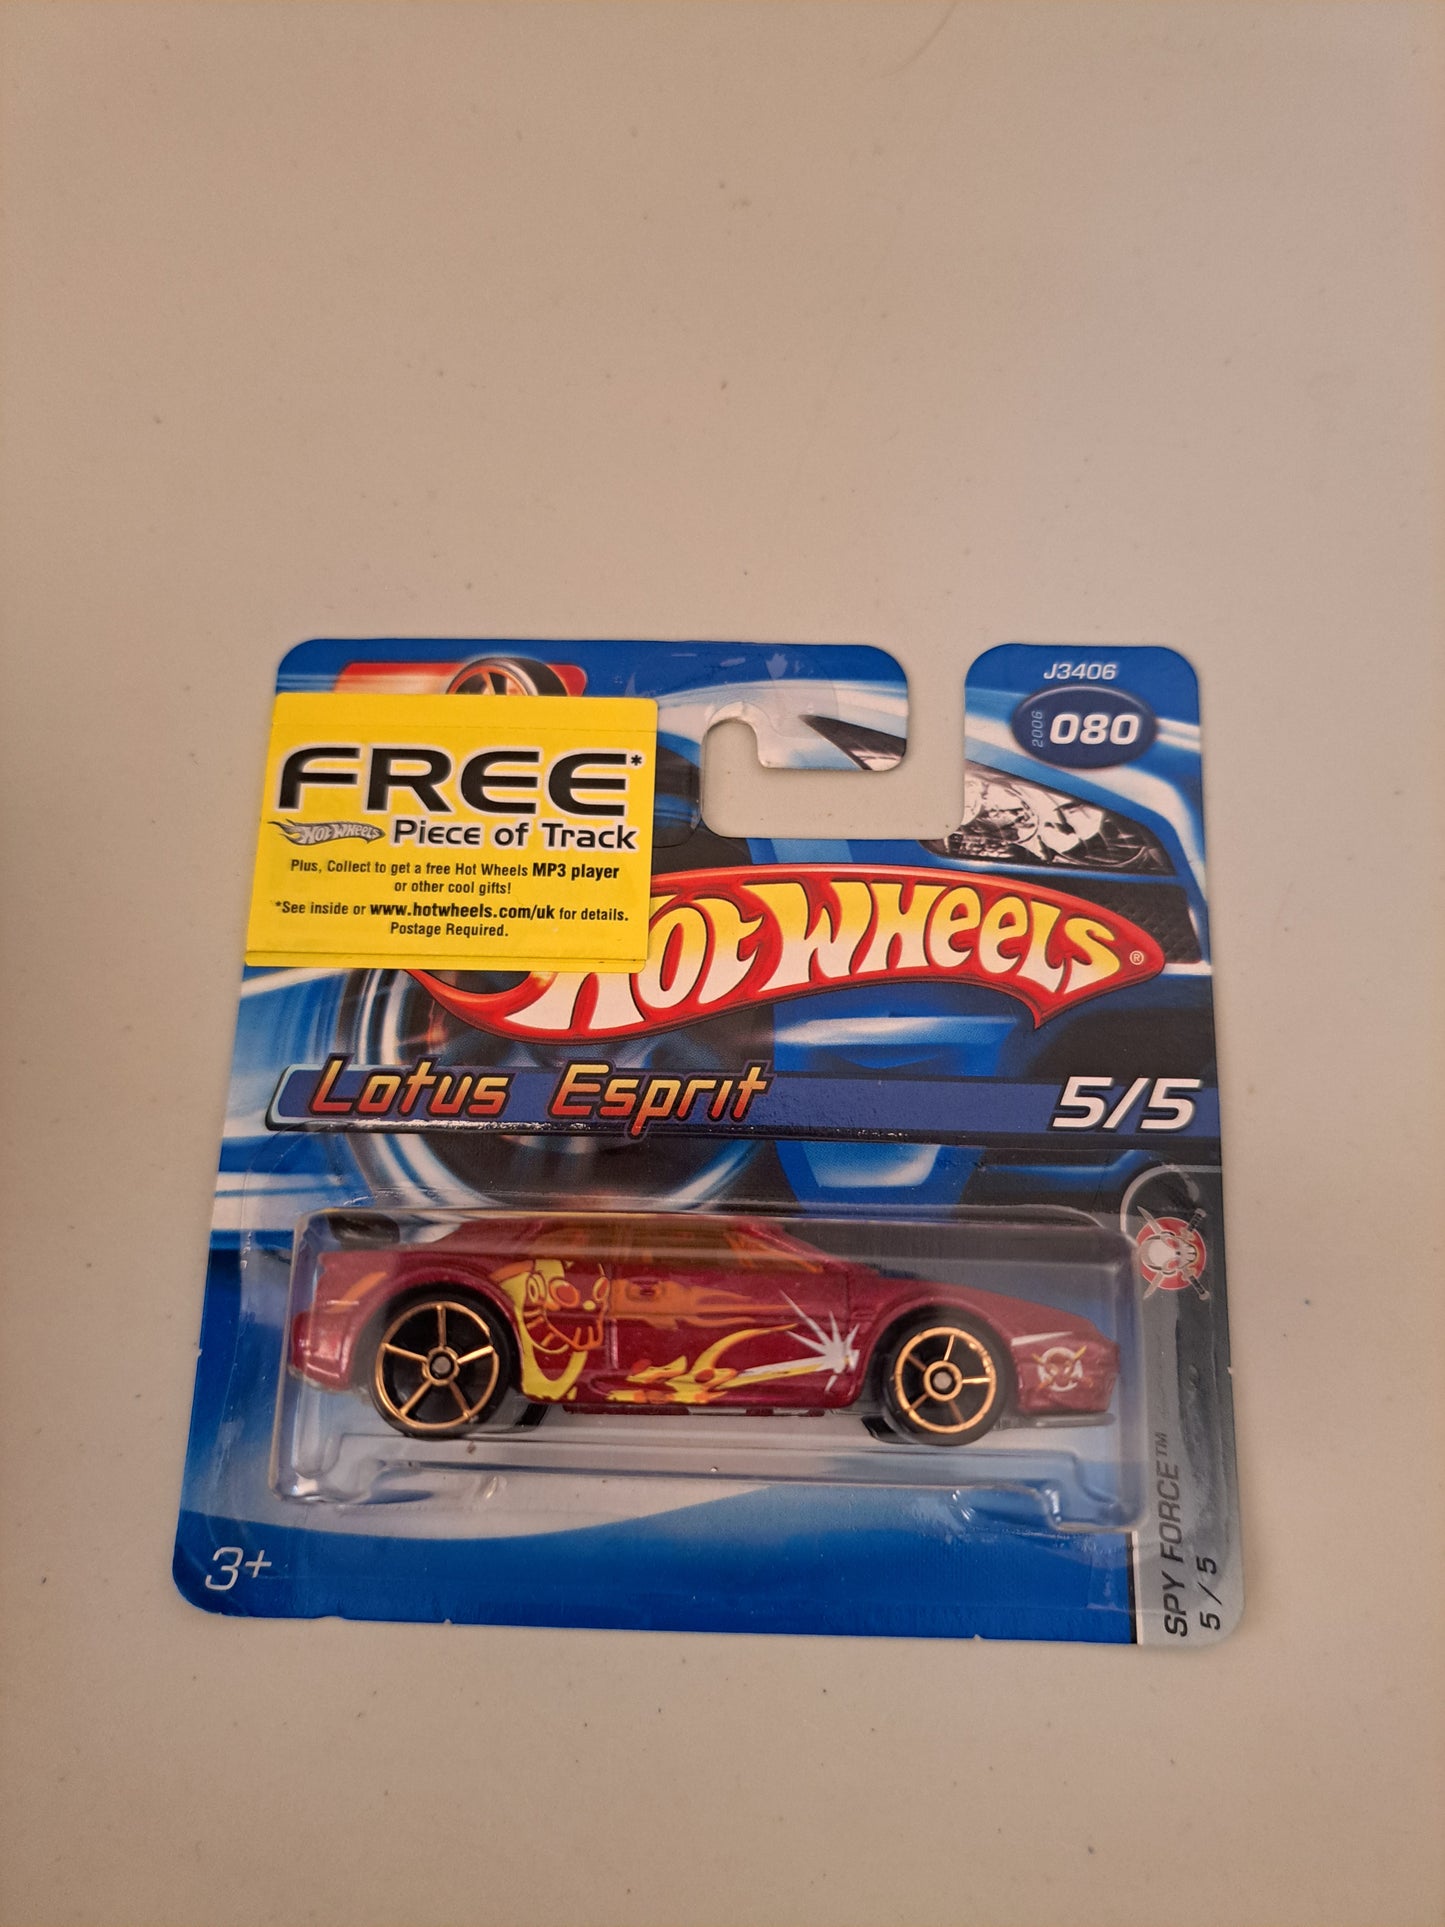 J3406
2006
080
FREE*
HOT WHEELS Piece of Track
Plus, Collect to get a free Hot Wheels MP3 player
or other cool gifts!
*See inside or www.hotwheels.com/uk for details.
Postage Required.
HOT WHEELS®
Lotus Esprit
5/5
3+
SPY FORCE™
5 / 5